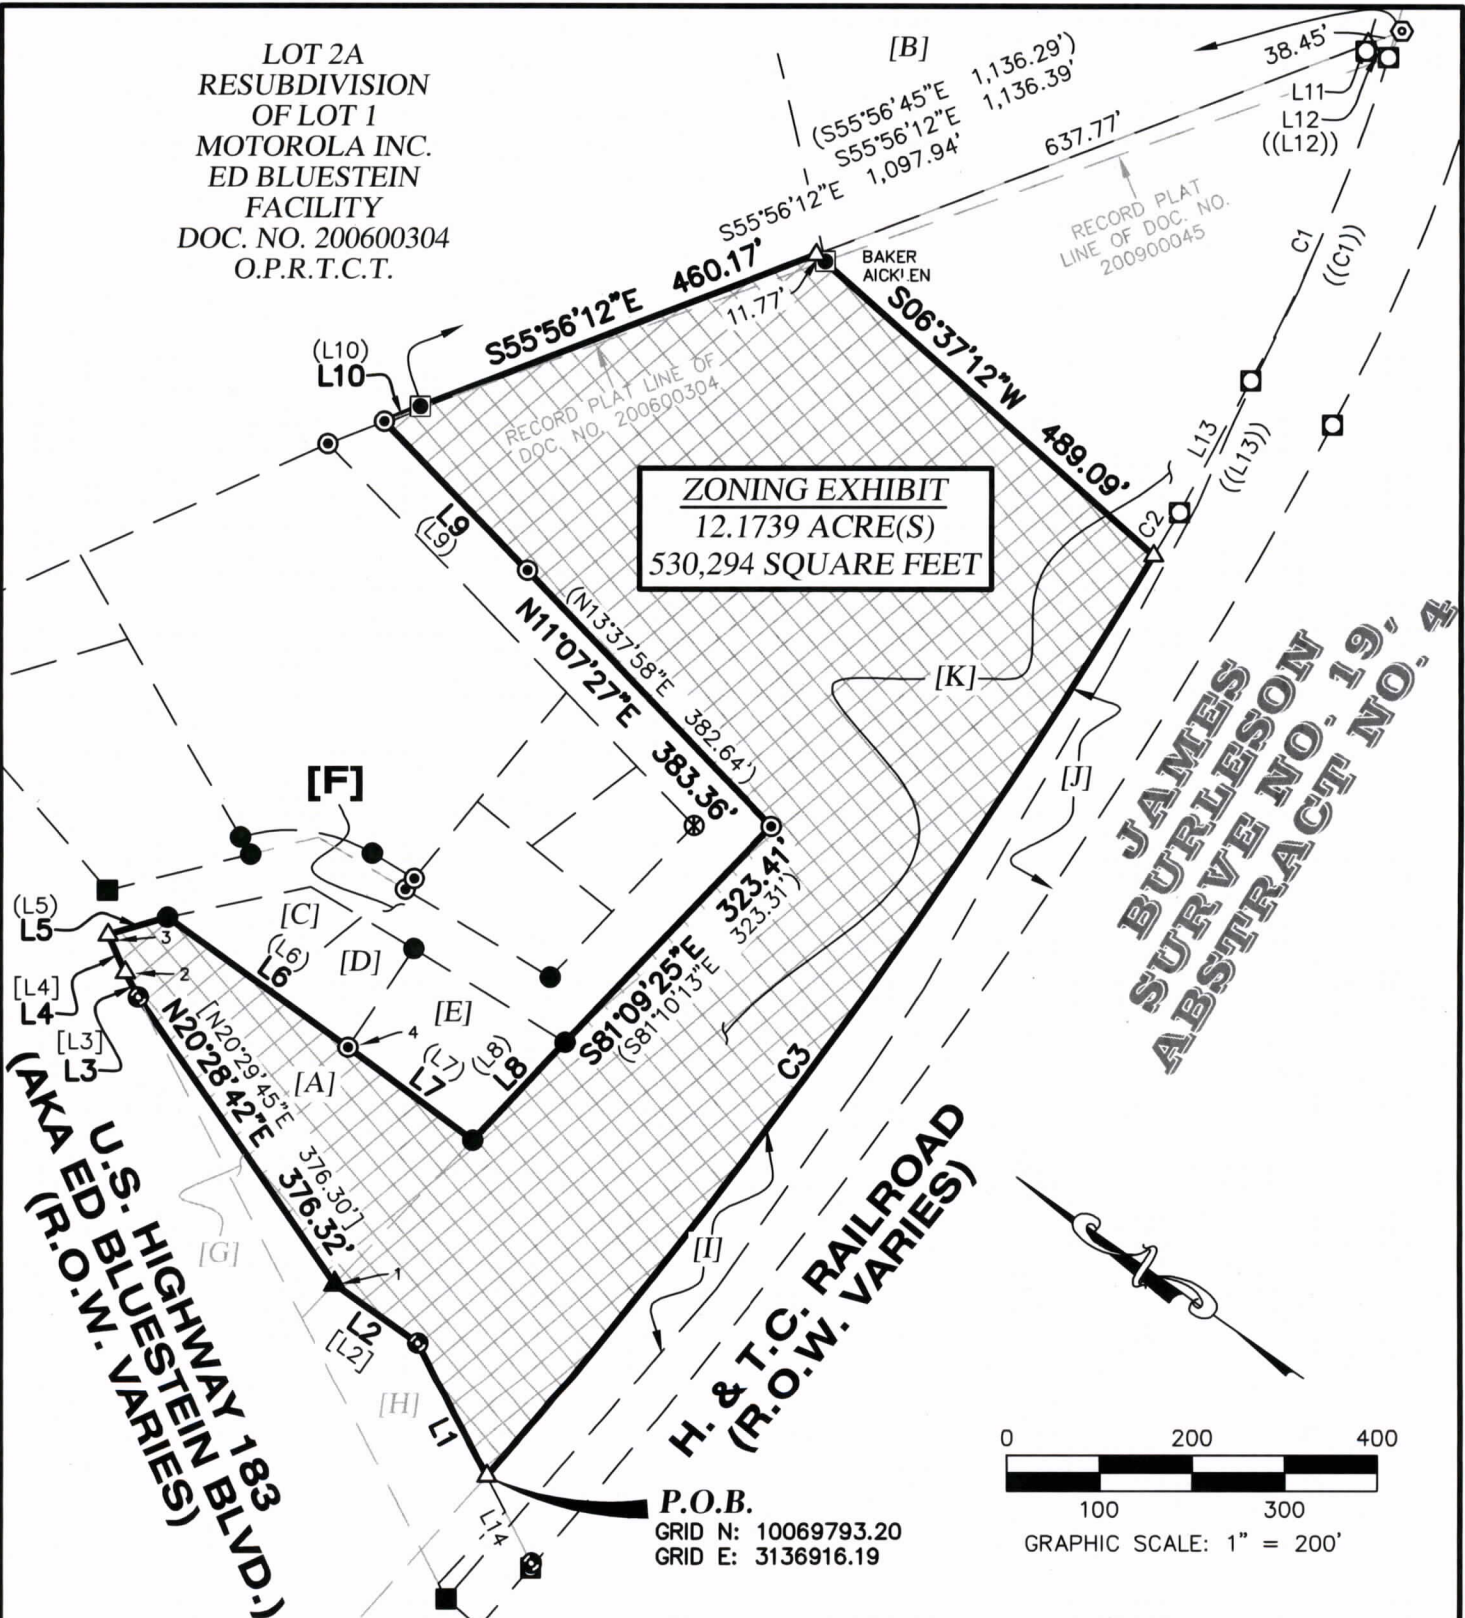 LOT 2A
RESUBDIVISION
OF LOT 1
MOTOROLA INC.
ED BLUESTEIN
FACILITY
DOC. NO. 200600304
O.P.R.T.C.T.
[B]
(S55°56'45"E 1,136.29')
S55°56'12"E 1,136.39'
S55°56'12"E 1,097.94'
38.45'
637.77'
L11
L12
((L12))
RECORD PLAT
LINE OF DOC. NO.
200900045
C1
((C1))
BAKER
AICKLEN
11.77'
S55°56'12"E 460.17'
(L10)
L10
RECORD PLAT LINE OF
DOC. NO. 200600304
S06°37'12"W 489.09'
L13
((L13))
C2
ZONING EXHIBIT
12.1739 ACRE(S)
530,294 SQUARE FEET
L9
(L9)
(N13°37'58"E 382.64')
N11°07'27"E 383.36'
[K]
[J]
JAMES
BURLESON
SURVE NO. 19,
ABSTRACT NO. 4
[F]
323.41'
323.31')
S81°09'25"E
(S81°10'13"E
(L5)
L5
3
[C]
(L6)
L6
[D]
[E]
2
[L4]
L4
[L3]
L3
4
(L7)
L7
(L8)
L8
[A]
[N20°29'45"E 376.30']
N20°28'42"E 376.32'
C3
1
[G]
L2
[L2]
[H]
L1
[I]
U.S. HIGHWAY 183
(AKA ED BLUESTEIN BLVD.)
(R.O.W. VARIES)
H. & T.C. RAILROAD
(R.O.W. VARIES)
L14
P.O.B.
GRID N: 10069793.20
GRID E: 3136916.19
0 200 400
100 300
GRAPHIC SCALE: 1" = 200'